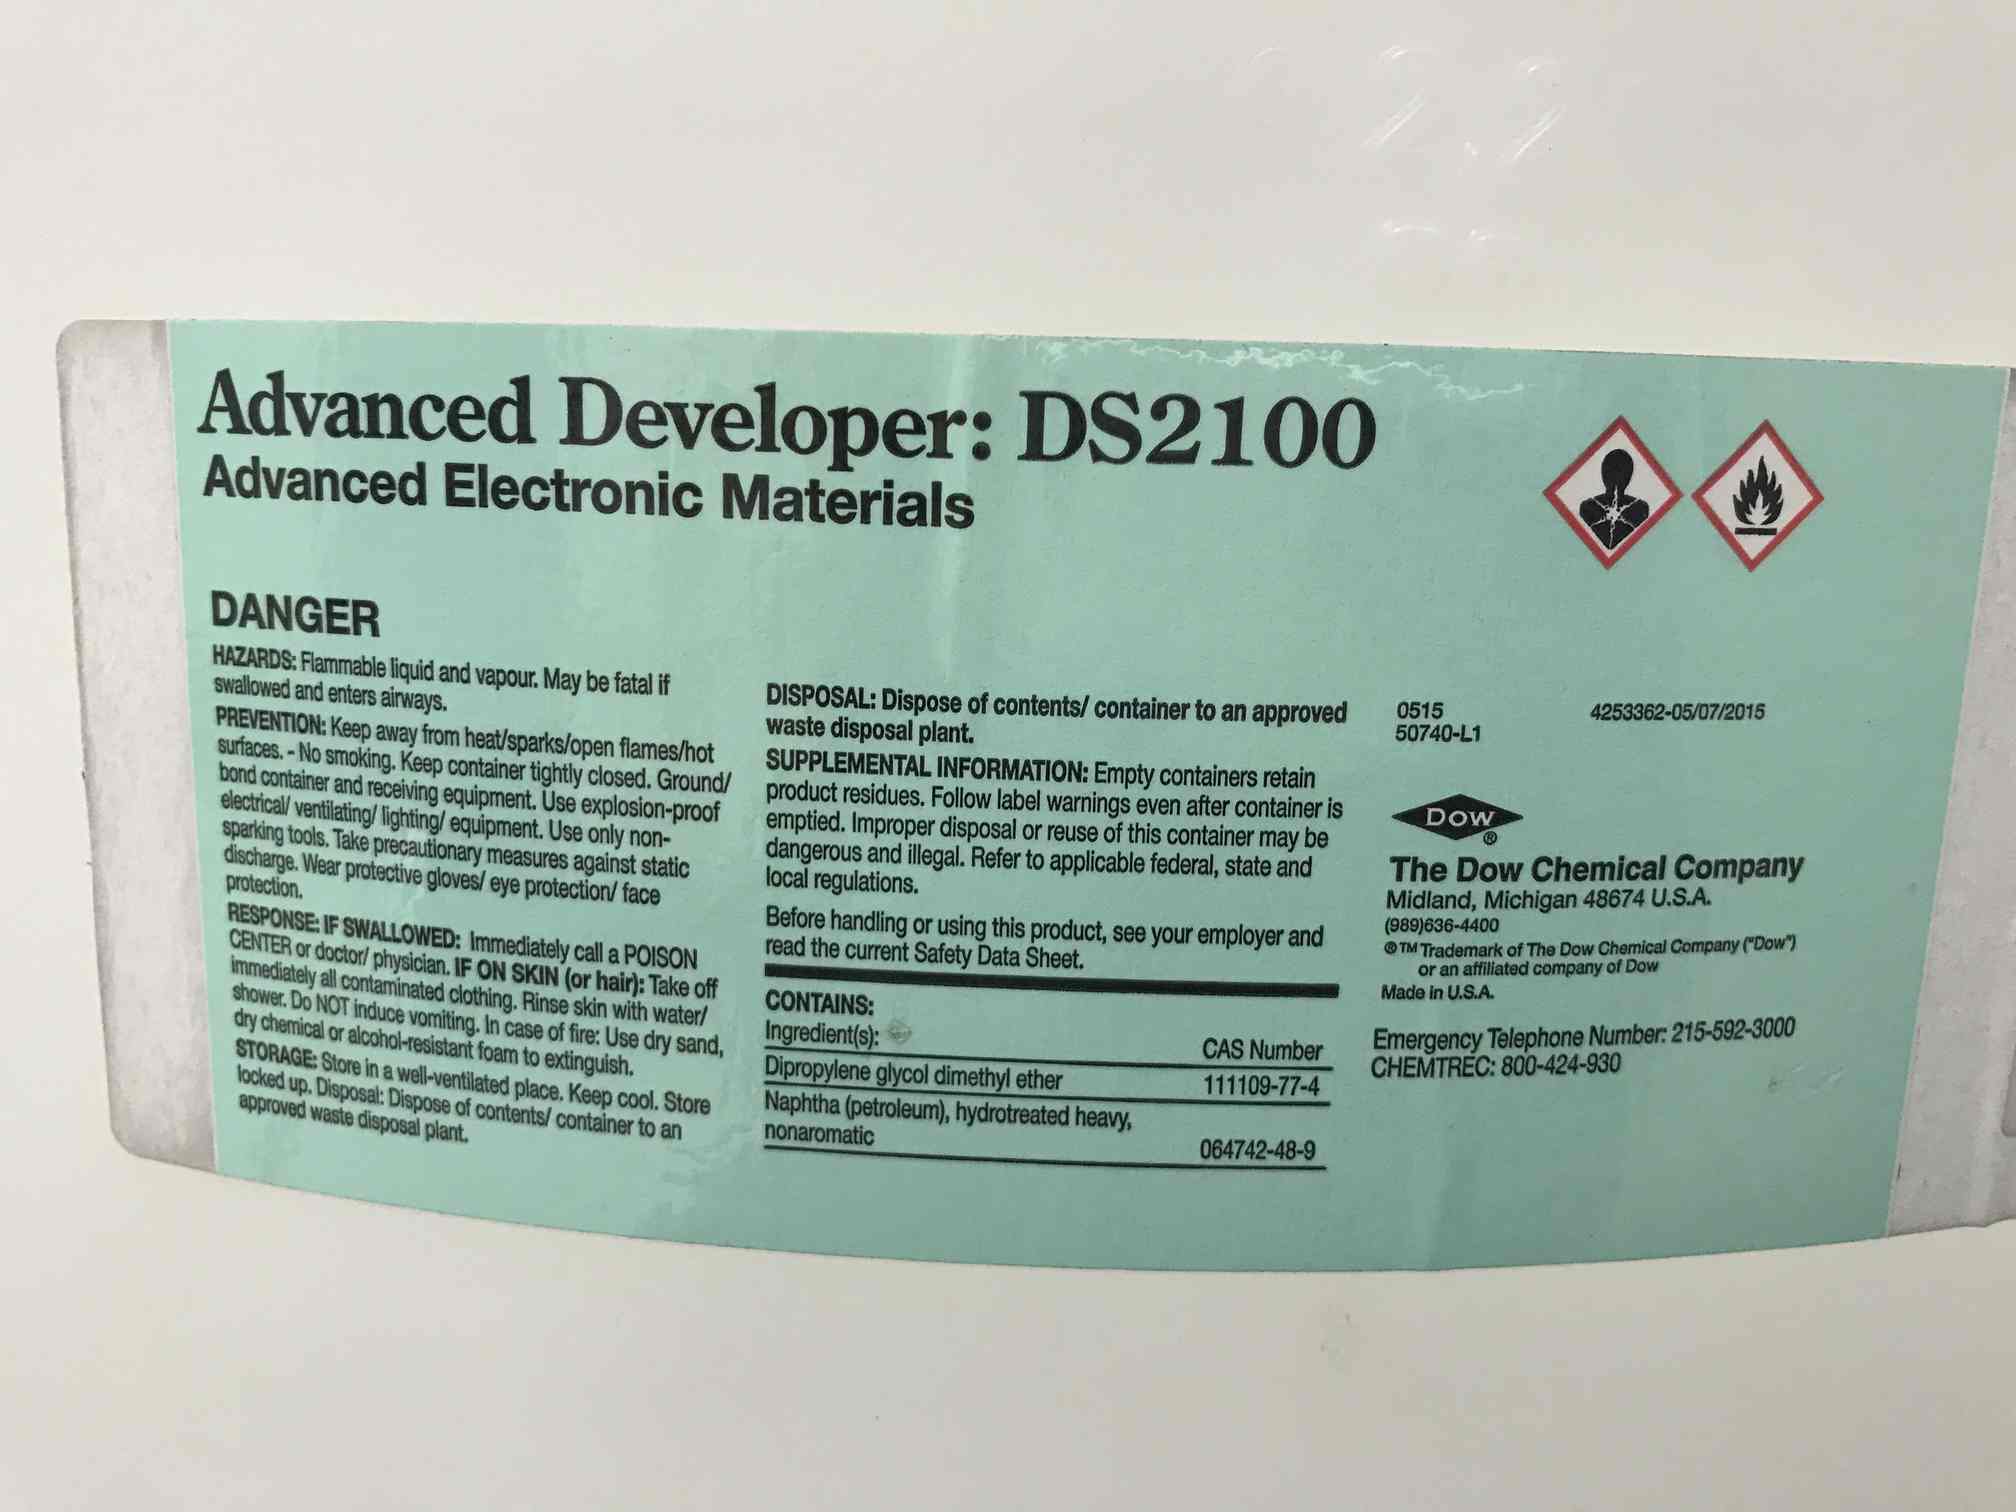 Advanced Developer: DS2100
Advanced Electronic Materials
DANGER
HAZARDS: Flammable liquid and vapour. May be fatal if
swallowed and enters airways.
PREVENTION: Keep away from heat/sparks/open flames/hot
surfaces. - No smoking. Keep container tightly closed. Ground/
bond container and receiving equipment. Use explosion-proof
electrical/ ventilating/ lighting/ equipment. Use only non-
sparking tools. Take precautionary measures against static
discharge. Wear protective gloves/ eye protection/ face
protection.
RESPONSE: IF SWALLOWED: Immediately call a POISON
CENTER or doctor/ physician. IF ON SKIN (or hair): Take off
immediately all contaminated clothing. Rinse skin with water/
shower. Do NOT induce vomiting. In case of fire: Use dry sand,
dry chemical or alcohol-resistant foam to extinguish.
STORAGE: Store in a well-ventilated place. Keep cool. Store
locked up. Disposal: Dispose of contents/ container to an
approved waste disposal plant.
DISPOSAL: Dispose of contents/ container to an approved
waste disposal plant.
SUPPLEMENTAL INFORMATION: Empty containers retain
product residues. Follow label warnings even after container is
emptied. Improper disposal or reuse of this container may be
dangerous and illegal. Refer to applicable federal, state and
local regulations.
Before handling or using this product, see your employer and
read the current Safety Data Sheet.
CONTAINS:
Ingredient(s):
CAS Number
Dipropylene glycol dimethyl ether 111109-77-4
Naphtha (petroleum), hydrotreated heavy,
nonaromatic 064742-48-9
0515 4253362-05/07/2015
50740-L1
DOW
®
The Dow Chemical Company
Midland, Michigan 48674 U.S.A.
(989)636-4400
®™ Trademark of The Dow Chemical Company ("Dow")
or an affiliated company of Dow
Made in U.S.A.
Emergency Telephone Number: 215-592-3000
CHEMTREC: 800-424-930